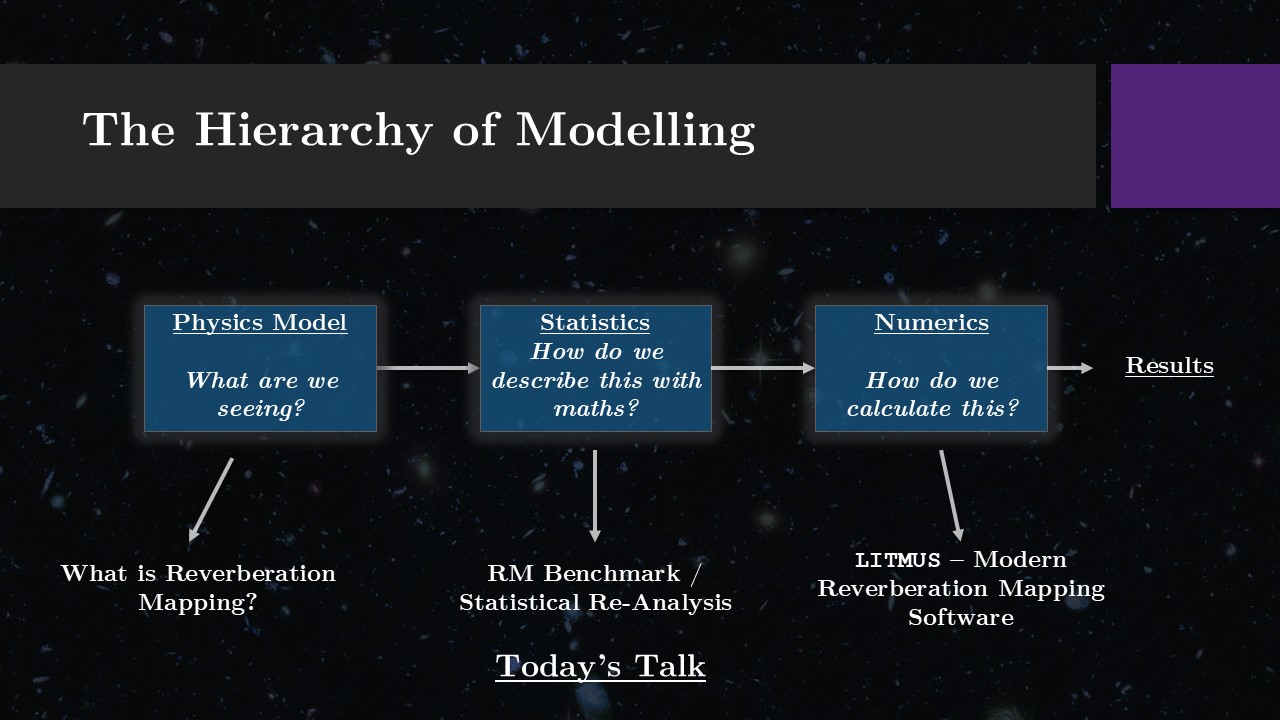 The Hierarchy of Modelling
Physics Model
What are we
seeing?
Statistics
How do we
describe this with
maths?
Numerics
How do we
calculate this?
Results
What is Reverberation
Mapping?
RM Benchmark /
Statistical Re-Analysis
LITMUS – Modern
Reverberation Mapping
Software
Today's Talk